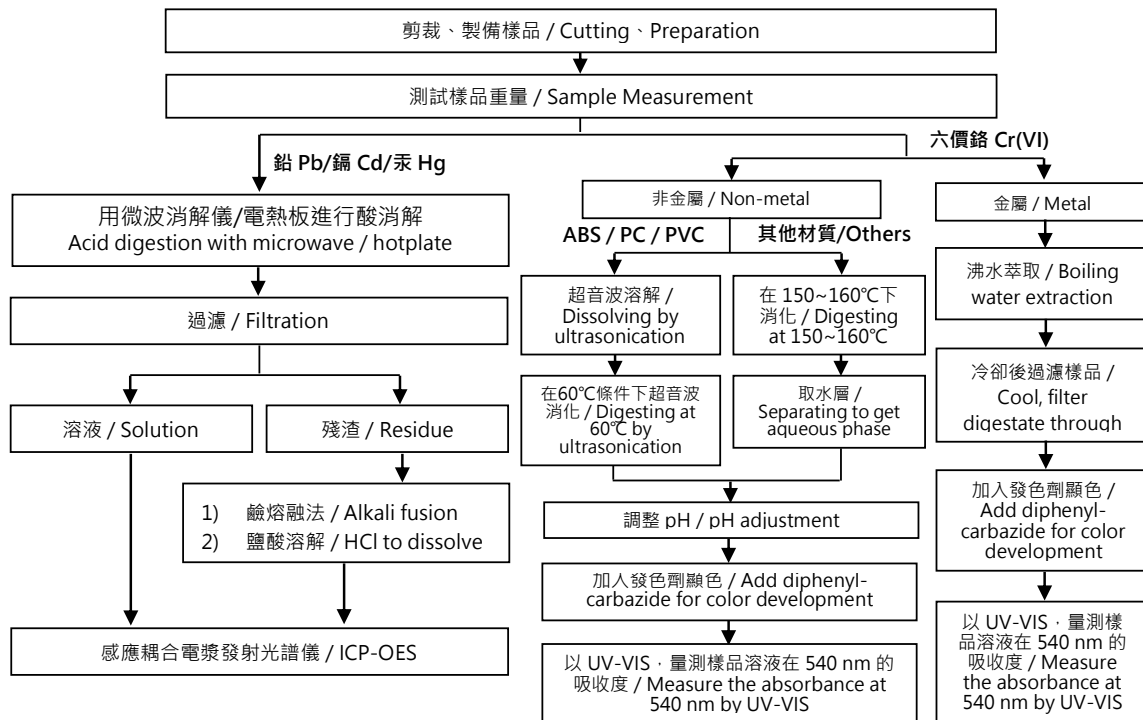 剪裁、製備樣品 / Cutting、Preparation
測試樣品重量 / Sample Measurement
鉛 Pb/鎘 Cd/汞 Hg
六價鉻 Cr(VI)
用微波消解儀/電熱板進行酸消解
Acid digestion with microwave / hotplate
過濾 / Filtration
溶液 / Solution
殘渣 / Residue
1) 鹼熔融法 / Alkali fusion
2) 鹽酸溶解 / HCl to dissolve
感應耦合電漿發射光譜儀 / ICP-OES
非金屬 / Non-metal
ABS / PC / PVC
其他材質/Others
超音波溶解 /
Dissolving by
ultrasonication
在60℃條件下超音波
消化 / Digesting at
60℃ by
ultrasonication
在 150~160℃下
消化 / Digesting
at 150~160℃
取水層 /
Separating to get
aqueous phase
調整 pH / pH adjustment
加入發色劑顯色 / Add diphenyl-
carbazide for color development
以 UV-VIS，量測樣品溶液在 540 nm 的
吸收度 / Measure the absorbance at
540 nm by UV-VIS
金屬 / Metal
沸水萃取 / Boiling
water extraction
冷卻後過濾樣品 /
Cool, filter
digestate through
加入發色劑顯色 /
Add diphenyl-
carbazide for color
development
以 UV-VIS，量測樣
品溶液在 540 nm 的
吸收度 / Measure
the absorbance at
540 nm by UV-VIS